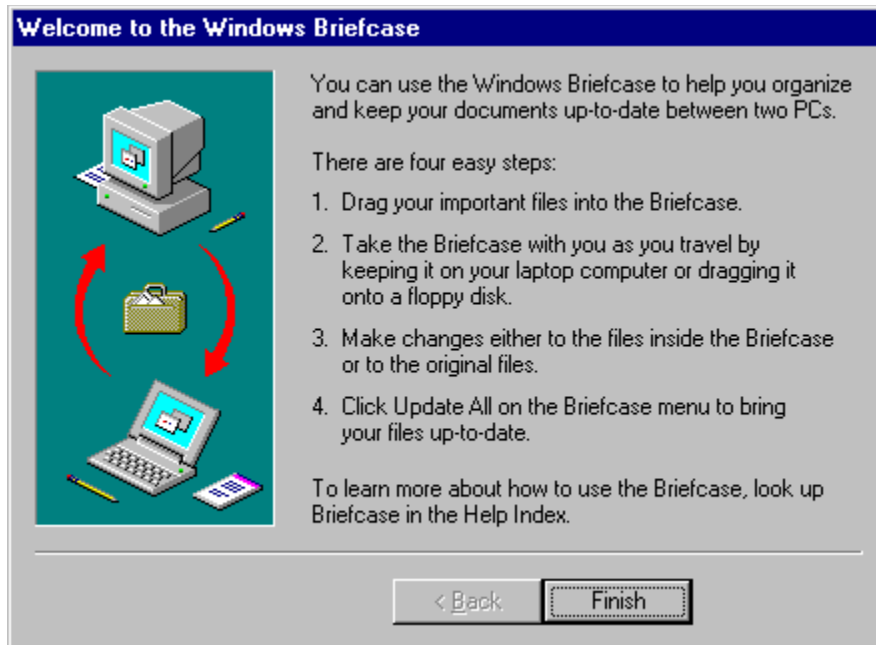 Welcome to the Windows Briefcase
You can use the Windows Briefcase to help you organize
and keep your documents up-to-date between two PCs.
There are four easy steps:
1. Drag your important files into the Briefcase.
2. Take the Briefcase with you as you travel by
keeping it on your laptop computer or dragging it
onto a floppy disk.
3. Make changes either to the files inside the Briefcase
or to the original files.
4. Click Update All on the Briefcase menu to bring
your files up-to-date.
To learn more about how to use the Briefcase, look up
Briefcase in the Help Index.
< Back Finish